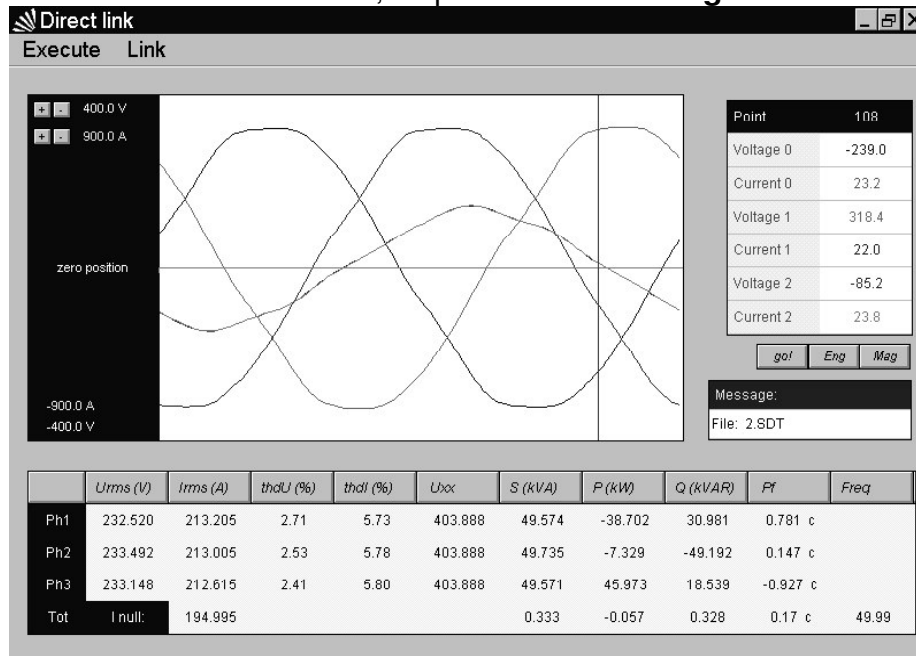 Direct link
Execute Link
+ - 400.0 V
+ - 900.0 A
zero position
-900.0 A
-400.0 V
Point 108
Voltage 0 -239.0
Current 0 23.2
Voltage 1 318.4
Current 1 22.0
Voltage 2 -85.2
Current 2 23.8
go! Eng Mag
Message:
File: 2.SDT
Urms (V) Irms (A) thdU (%) thdI (%) Uxx S (kVA) P (kW) Q (kVAR) Pf Freq
Ph1 232.520 213.205 2.71 5.73 403.888 49.574 -38.702 30.981 0.781 c
Ph2 233.492 213.005 2.53 5.78 403.888 49.735 -7.329 -49.192 0.147 c
Ph3 233.148 212.615 2.41 5.80 403.888 49.571 45.973 18.539 -0.927 c
Tot I null: 194.995 0.333 -0.057 0.328 0.17 c 49.99